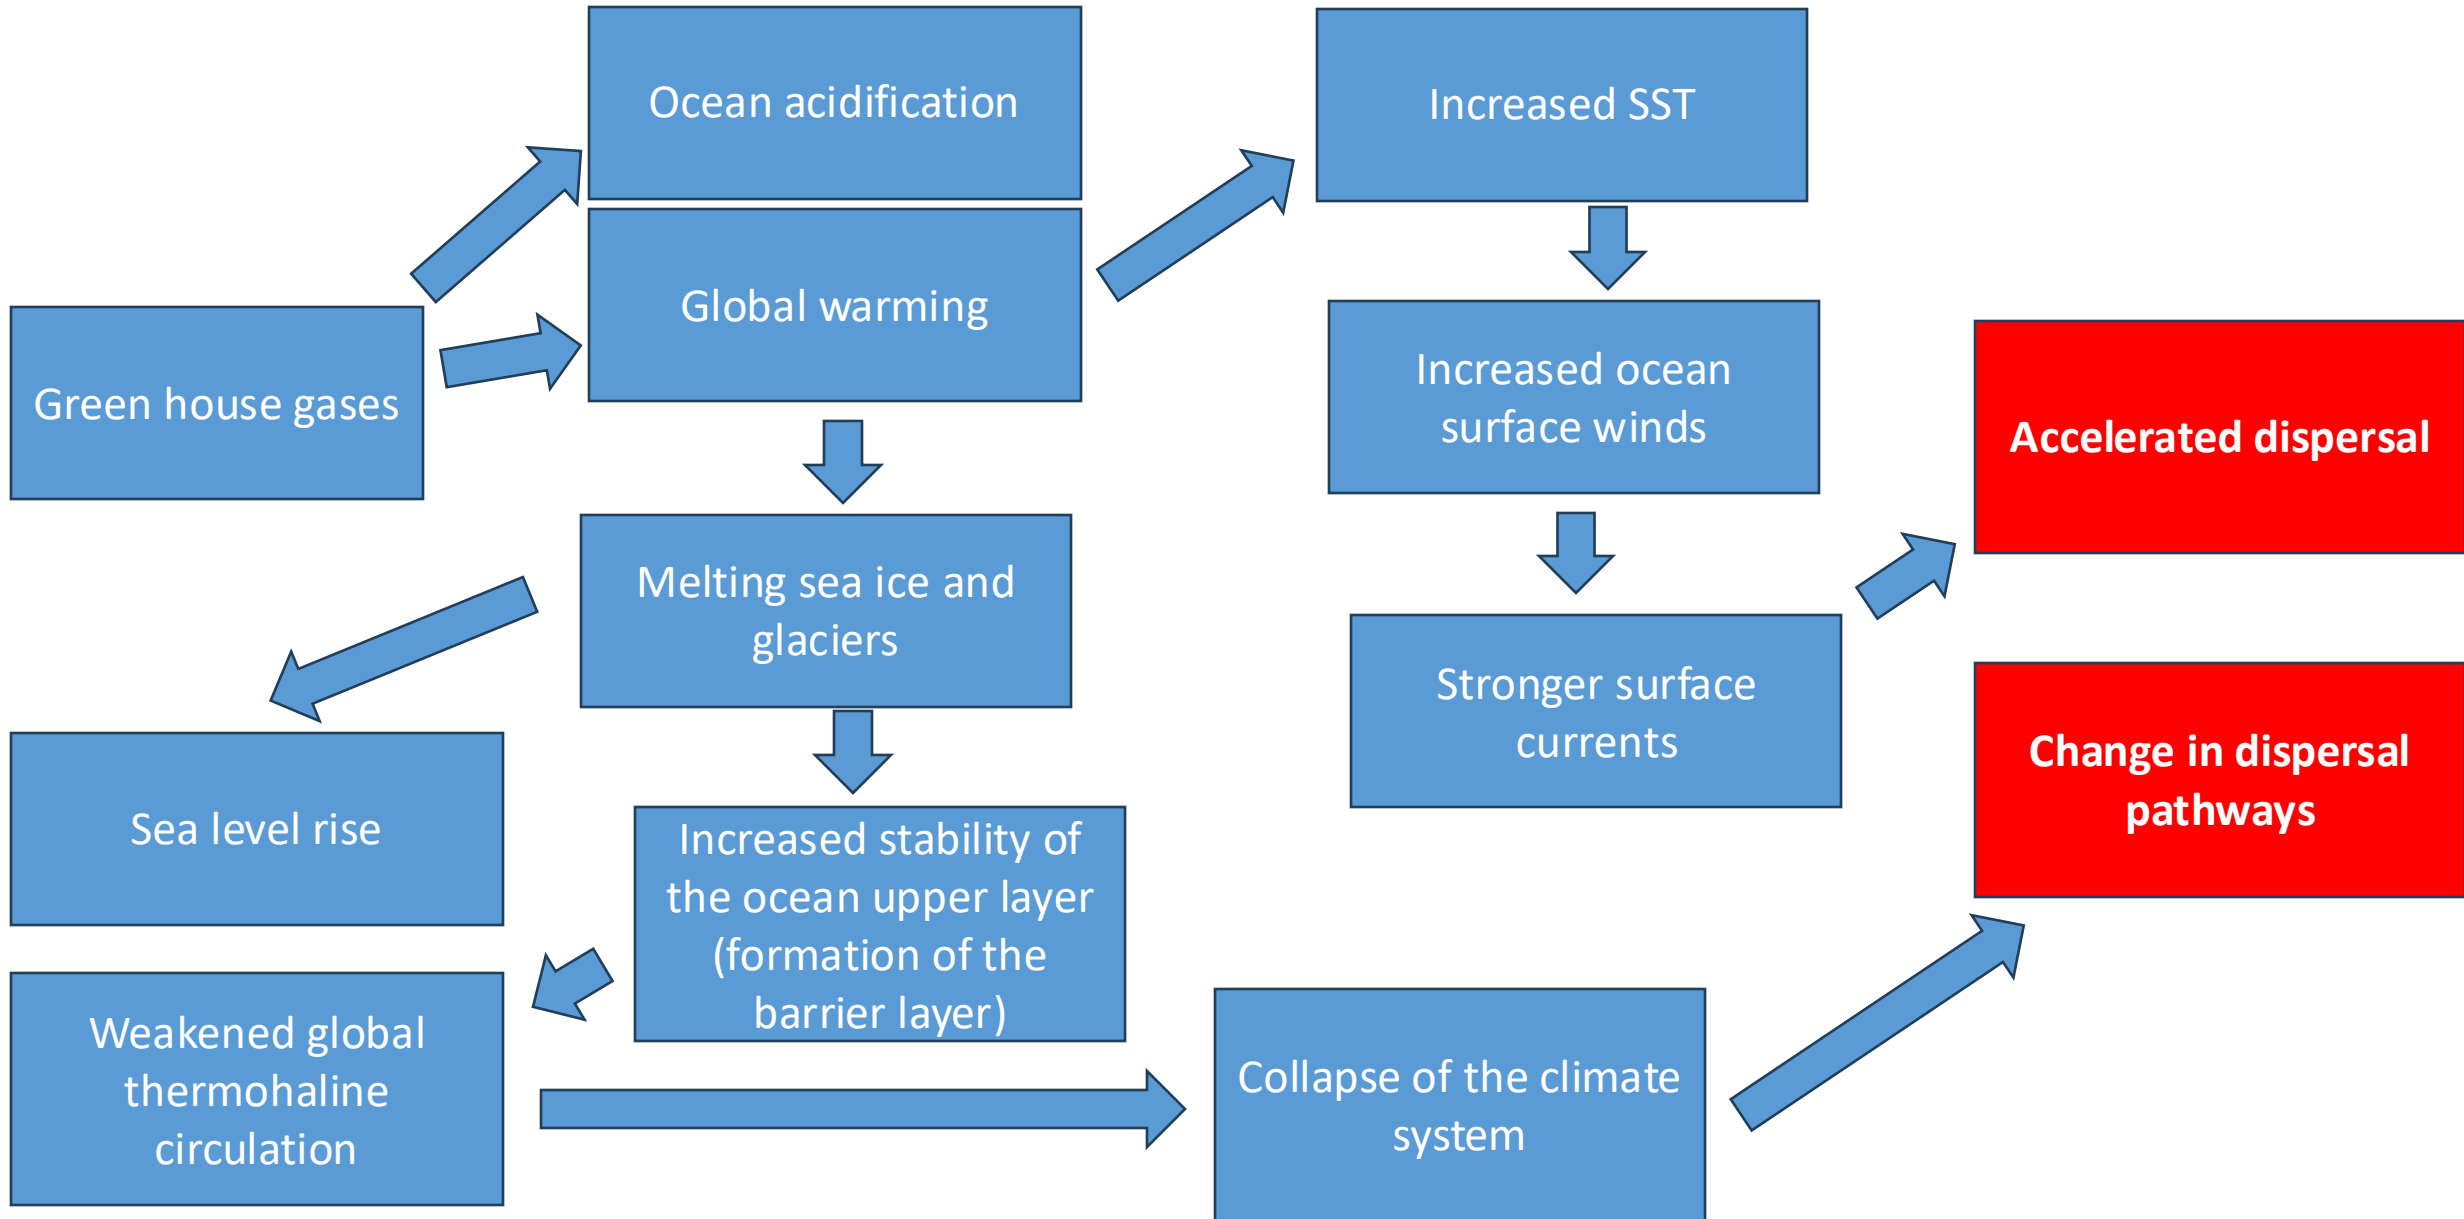 Ocean acidification
Increased SST
Global warming
Green house gases
Increased ocean
surface winds
Accelerated dispersal
Melting sea ice and
glaciers
Stronger surface
currents
Change in dispersal
pathways
Sea level rise
Increased stability of
the ocean upper layer
(formation of the
barrier layer)
Weakened global
thermohaline
circulation
Collapse of the climate
system